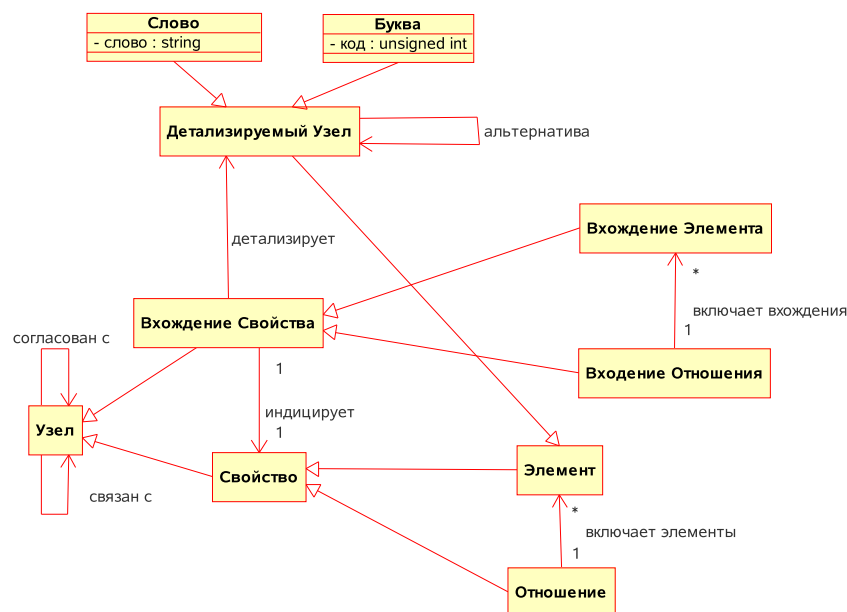 Слово
- слово : string
Буква
- код : unsigned int
Детализируемый Узел
альтернатива
Вхождение Элемента
детализирует
*
включает вхождения
1
Вхождение Свойства
согласован с
1
Входение Отношения
индицирует
1
Узел
Свойство
Элемент
связан с
*
включает элементы
1
Отношение